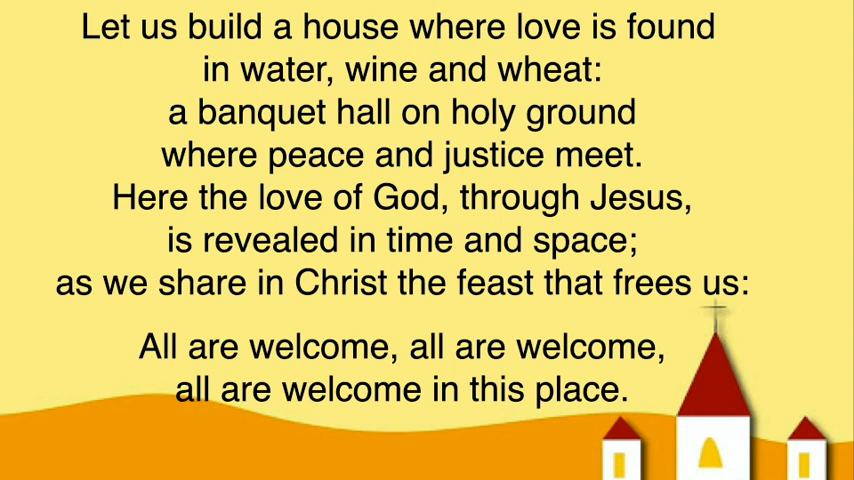 Let us build a house where love is found
in water, wine and wheat:
a banquet hall on holy ground
where peace and justice meet.
Here the love of God, through Jesus,
is revealed in time and space;
as we share in Christ the feast that frees us:
All are welcome, all are welcome,
all are welcome in this place.